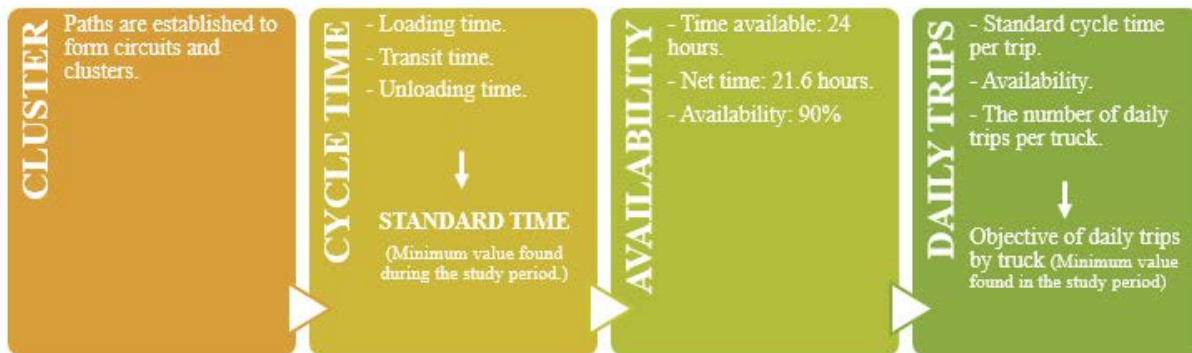 CLUSTER
Paths are established to
form circuits and
clusters.
CYCLE TIME
- Loading time.
- Transit time.
- Unloading time.
STANDARD TIME
(Minimum value found
during the study period.)
AVAILABILITY
- Time available: 24
hours.
- Net time: 21.6 hours.
- Availability: 90%
DAILY TRIPS
- Standard cycle time
per trip.
- Availability.
- The number of daily
trips per truck.
Objective of daily trips
by truck (Minimum value
found in the study period)